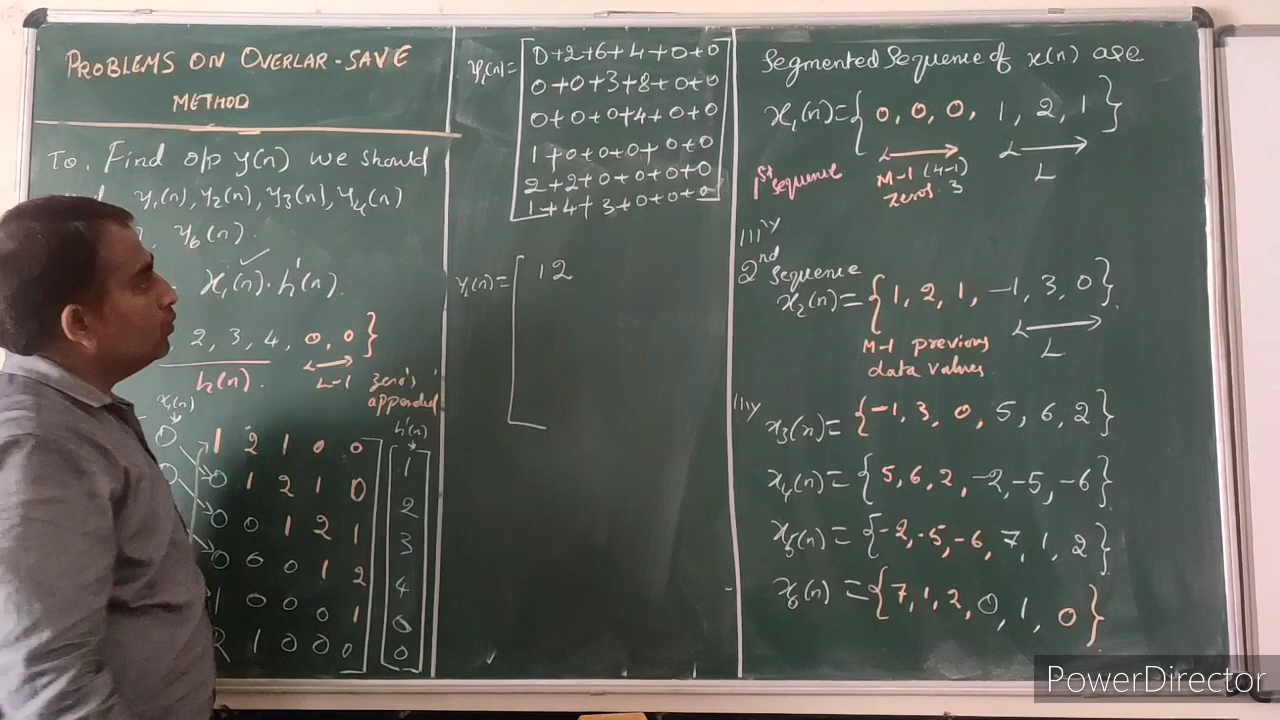 PROBLEMS ON OVERLAR-SAVE
METHOD
To. Find o/p y(n) we should
y₁(n), y₂(n), y₃(n), y₄(n)
y₆(n).
x₁(n)·h'(n).
2, 3, 4, 0, 0}
h(n). L-1 zero's
appended
x₁(n)
h'(n)
0 1 2 1 0 0 1
0 0 1 2 1 0 2
0 0 1 2 1 3
0 0 0 1 2 4
1 0 0 0 1 0
2 1 0 0 0 0
y₁(n)= 0+2+6+4+0+0
0+0+3+8+0+0
0+0+0+4+0+0
1+0+0+0+0+0
2+2+0+0+0+0
1+4+3+0+0+0
y₁(n)= [ 12
Segmented Sequence of x(n) are
x₁(n)={0, 0, 0, 1, 2, 1}
1st sequence M-1 (4-1) L
zeros. 3
111ly
2nd sequence
x₂(n)={1, 2, 1, -1, 3, 0}.
M-1 previous L
data values
111ly x₃(n)= {-1, 3, 0, 5, 6, 2}
x₄(n)= {5, 6, 2, -2, -5, -6}
x₅(n)= {-2, -5, -6, 7, 1, 2}.
x₆(n) ={7, 1, 2, 0, 1, 0}
PowerDirector